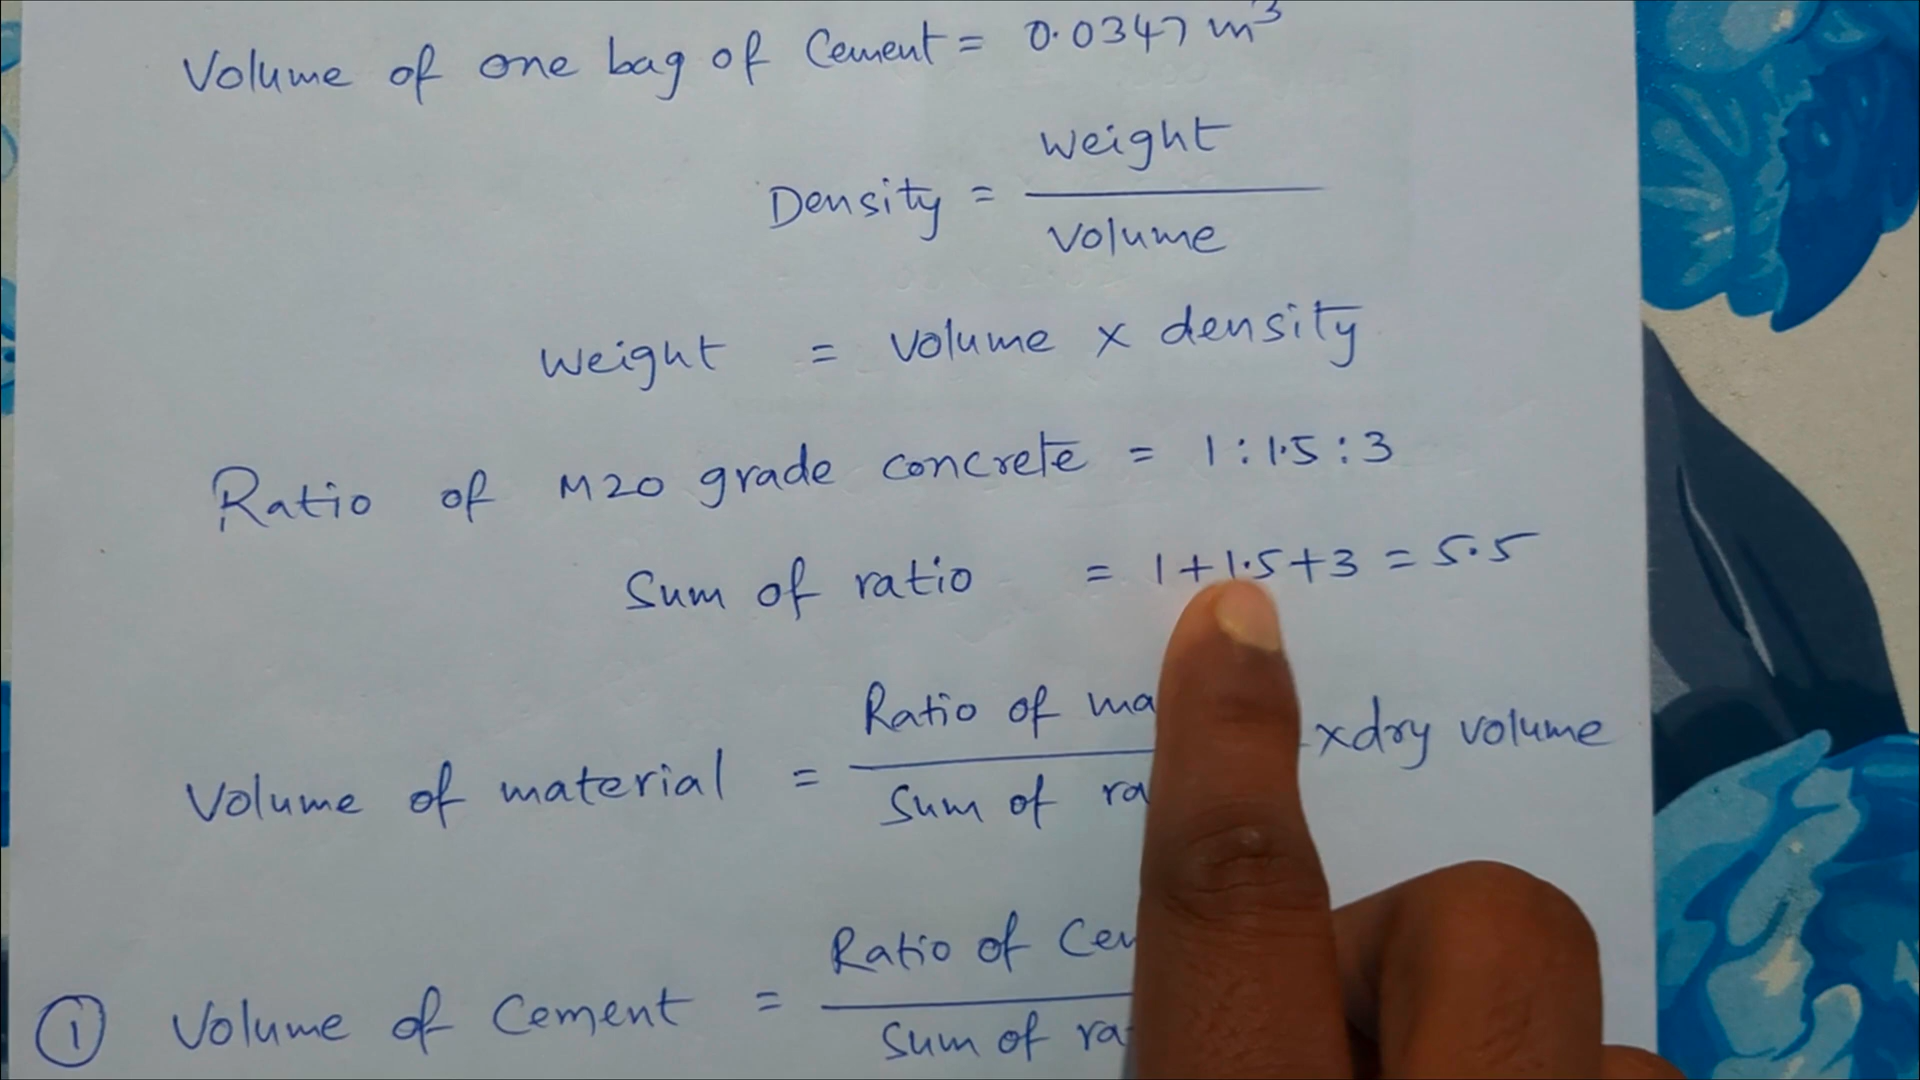 Volume of one bag of Cement = 0.0347 m³
Density = Weight / Volume
Weight = Volume x density
Ratio of M20 grade concrete = 1 : 1.5 : 3
Sum of ratio = 1+1.5+3 = 5.5
Volume of material = Ratio of / Sum of x dry volume
① Volume of Cement = Ratio of / Sum of